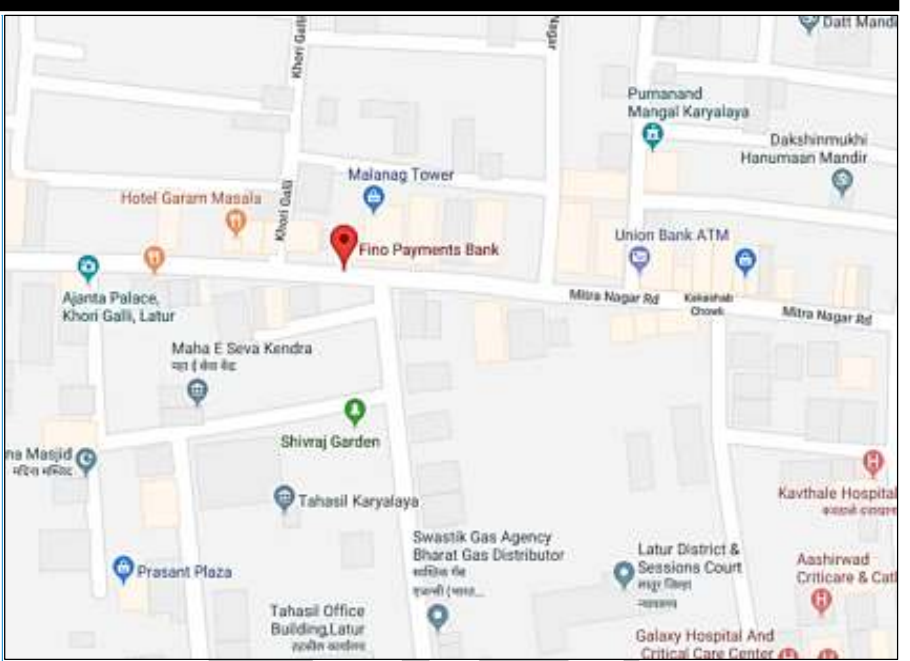 Datt Mandi
Khori Galli
Nagar
Purnanand
Mangal Karyalaya
Dakshinmukhi
Hanumaan Mandir
Malanag Tower
Hotel Garam Masala
Khori Galli
Union Bank ATM
Fino Payments Bank
Ajanta Palace,
Khori Galli, Latur
Mitra Nagar Rd
Chowk
Mitra Nagar Rd
Maha E Seva Kendra
महा ई सेवा केंद्र
Shivraj Garden
na Masjid
Tahasil Karyalaya
Kavthale Hospital
Swastik Gas Agency
Bharat Gas Distributor
Latur District &
Sessions Court
Aashirwad
Criticare & Cat
Prasant Plaza
Tahasil Office
Building,Latur
Galaxy Hospital And
Critical Care Center